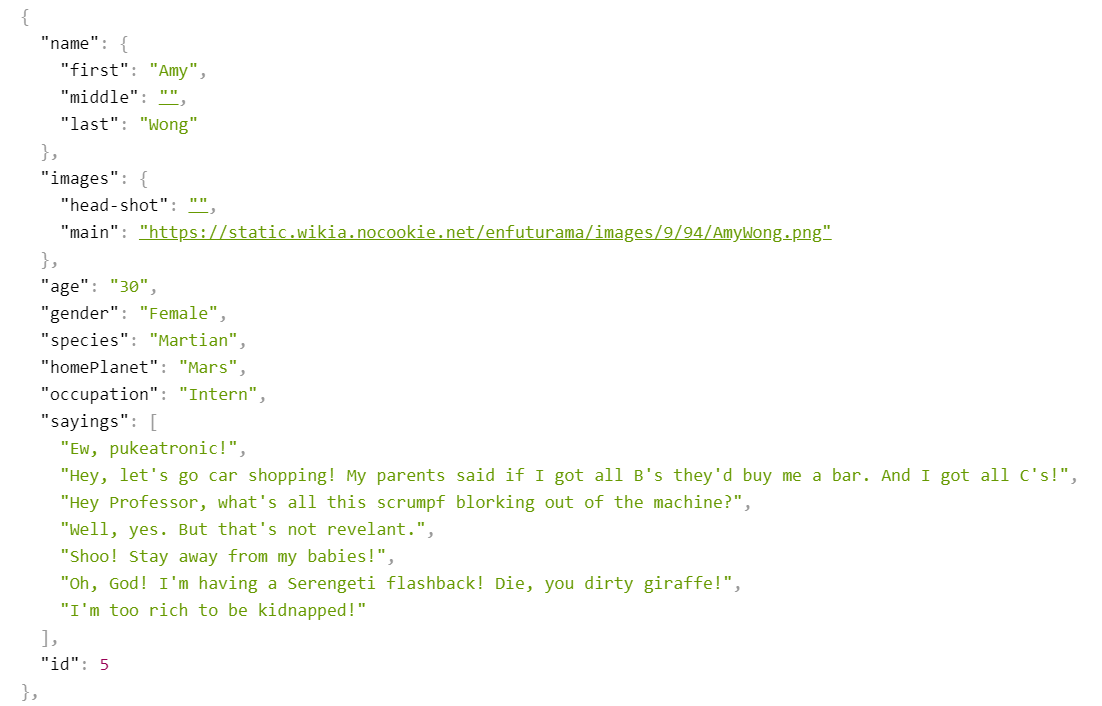 {
"name": {
"first": "Amy",
"middle": "",
"last": "Wong"
},
"images": {
"head-shot": "",
"main": "https://static.wikia.nocookie.net/enfuturama/images/9/94/AmyWong.png"
},
"age": "30",
"gender": "Female",
"species": "Martian",
"homePlanet": "Mars",
"occupation": "Intern",
"sayings": [
"Ew, pukeatronic!",
"Hey, let's go car shopping! My parents said if I got all B's they'd buy me a bar. And I got all C's!",
"Hey Professor, what's all this scrumpf blorking out of the machine?",
"Well, yes. But that's not revelant.",
"Shoo! Stay away from my babies!",
"Oh, God! I'm having a Serengeti flashback! Die, you dirty giraffe!",
"I'm too rich to be kidnapped!"
],
"id": 5
},